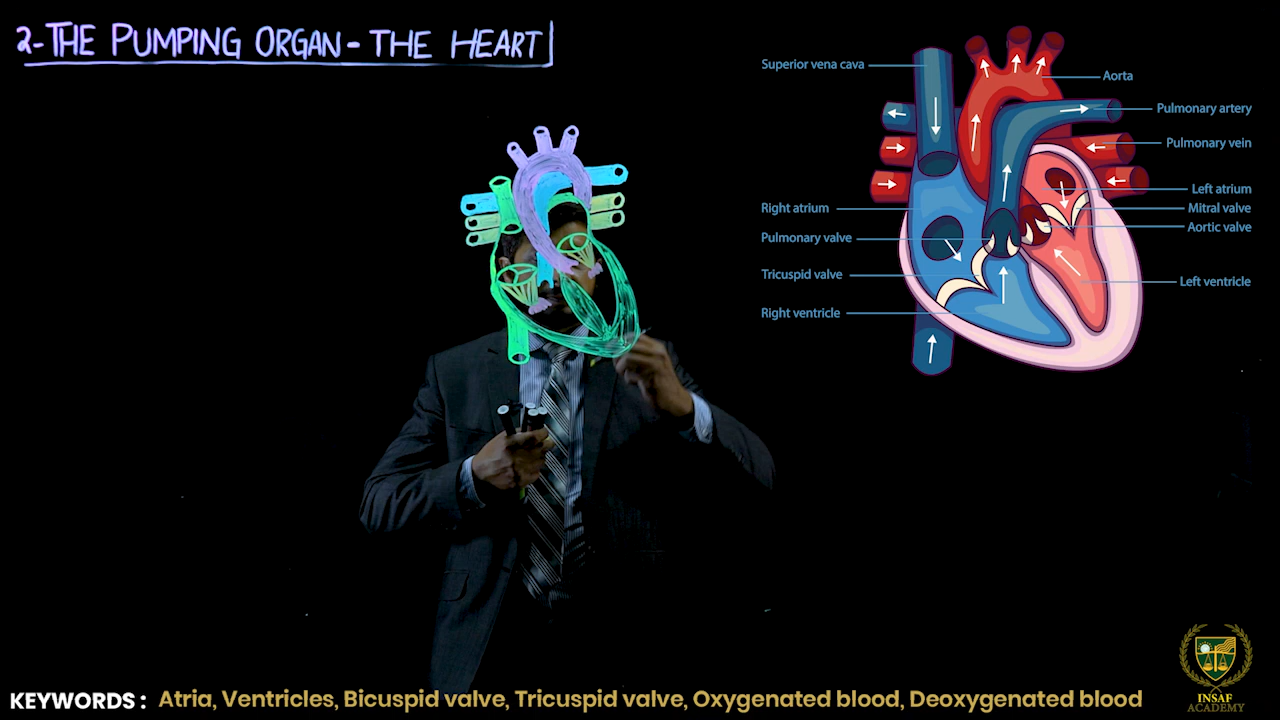 2-THE PUMPING ORGAN - THE HEART
Superior vena cava
Aorta
Pulmonary artery
Pulmonary vein
Left atrium
Right atrium
Mitral valve
Aortic valve
Pulmonary valve
Tricuspid valve
Left ventricle
Right ventricle
KEYWORDS : Atria, Ventricles, Bicuspid valve, Tricuspid valve, Oxygenated blood, Deoxygenated blood
INSAF
ACADEMY